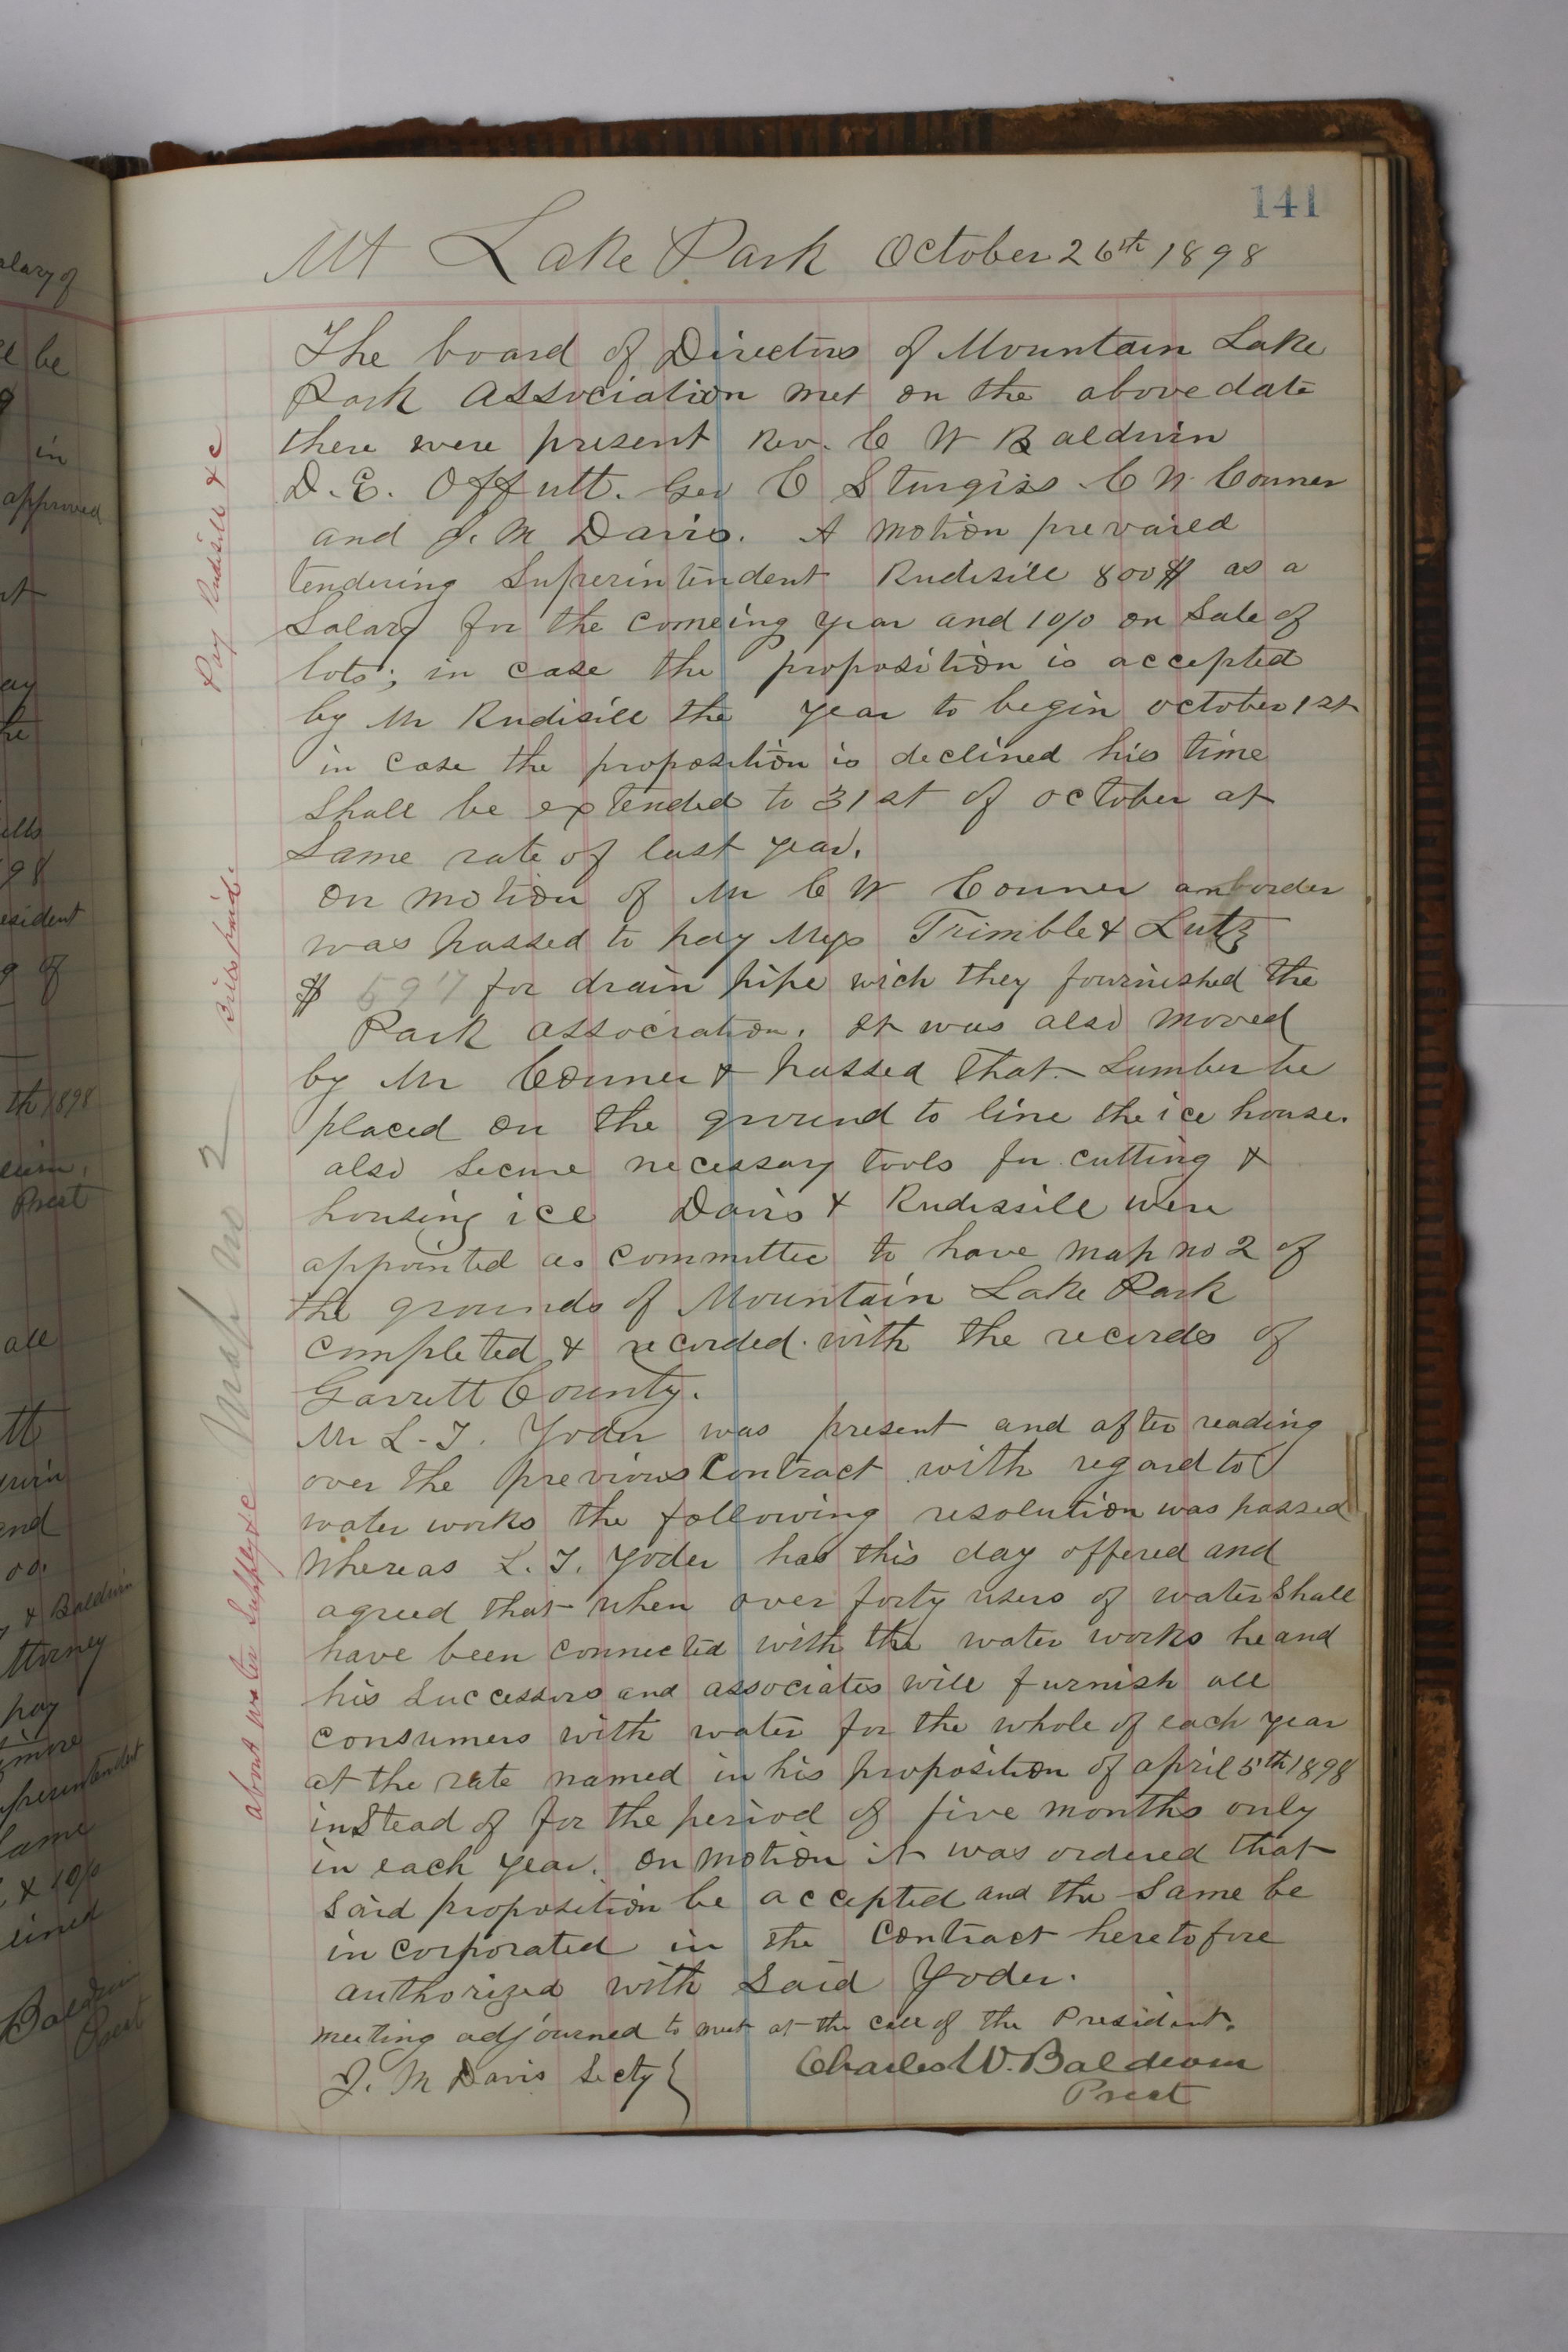 141
Mt Lake Park October 26th 1898
The board of Directors of Mountain Lake
Park Association met on the above date
there were present Rev. C W Baldwin
D. E. Offutt. Geo C Sturgiss C W Conner
and J. M Davis. A motion prevailed
tendering Superintendent Rudisill 800$ as a
Salary for the comeing year and 10/0 on Sale of
lots; in case the proposition is accepted
by Mr Rudisill the year to begin October 1st
in case the proposition is declined his time
Shall be extended to 31st of October at
Same rate of last year.
On motion of Mr C W Conner an order
was passed to pay Mess Trimble & Lutz
$ 59 17 for drain pipe wich they fournished the
Park association. It was also moved
by Mr Conner & passed that Lumber be
placed on the ground to line the ice house.
also Secure necessary tools for cutting &
housing ice Davis & Rudissill were
appointed as committee to have map no 2 of
the grounds of Mountain Lake Park
completed & recorded with the records of
Garrett County.
Mr L. T. Yoder was present and after reading
over the previous Contract with regard to
water works the following resolution was passed
Whereas L. T. Yoder has this day offered and
agreed that when over forty users of water Shall
have been connected with the water works he and
his Successors and associates will furnish all
consumers with water for the whole of each year
at the rate named in his proposition of april 5th 1898
instead of for the period of five months only
in each year. On motion it was ordered that
Said proposition be accepted and the Same be
incorporated in the Contract heretofore
authorized with Said Yoder.
meeting adjourned to meet at the call of the President.
J. M Davis Secty Charles W. Baldwin
Prest
Pay Rudisill &c
Bills paid.
Map no 2
about water Supply &c
alary of
be
in
approved
98
esident
g of
th 1898
Prest
all
and
& Baldwin
ttorney
pay
perintendent
ame
& 10/0
Baldwin
Prest